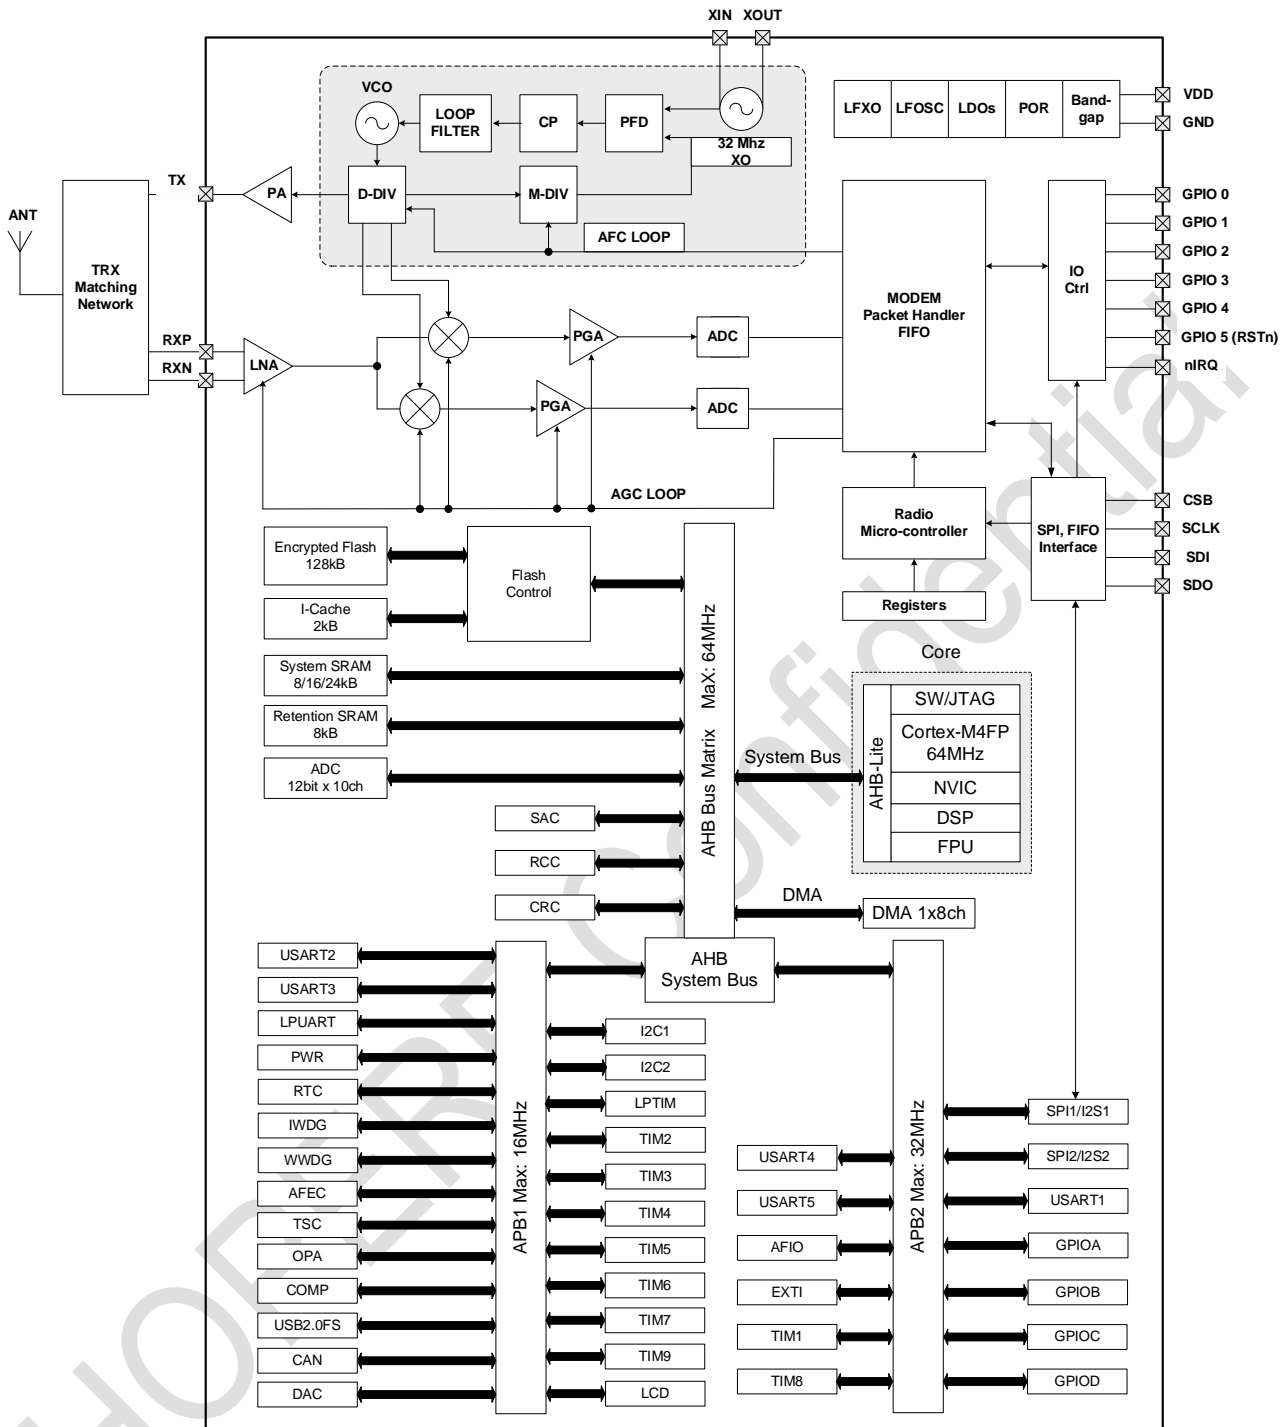 XIN XOUT
VCO
LOOP
FILTER
CP
PFD
32 Mhz
XO
LFXO
LFOSC
LDOs
POR
Band-
gap
VDD
GND
TX
PA
D-DIV
M-DIV
AFC LOOP
ANT
TRX
Matching
Network
RXP
RXN
LNA
PGA
ADC
PGA
ADC
AGC LOOP
MODEM
Packet Handler
FIFO
IO
Ctrl
GPIO 0
GPIO 1
GPIO 2
GPIO 3
GPIO 4
GPIO 5 (RSTn)
nIRQ
Radio
Micro-controller
Registers
SPI, FIFO
Interface
CSB
SCLK
SDI
SDO
Encrypted Flash
128kB
I-Cache
2kB
Flash
Control
System SRAM
8/16/24kB
Retention SRAM
8kB
ADC
12bit x 10ch
SAC
RCC
CRC
AHB Bus Matrix MaX: 64MHz
System Bus
Core
AHB-Lite
SW/JTAG
Cortex-M4FP
64MHz
NVIC
DSP
FPU
DMA
DMA 1x8ch
AHB
System Bus
USART2
USART3
LPUART
PWR
RTC
IWDG
WWDG
AFEC
TSC
OPA
COMP
USB2.0FS
CAN
DAC
APB1 Max: 16MHz
I2C1
I2C2
LPTIM
TIM2
TIM3
TIM4
TIM5
TIM6
TIM7
TIM9
LCD
USART4
USART5
AFIO
EXTI
TIM1
TIM8
APB2 Max: 32MHz
SPI1/I2S1
SPI2/I2S2
USART1
GPIOA
GPIOB
GPIOC
GPIOD
HOPERF Confidential